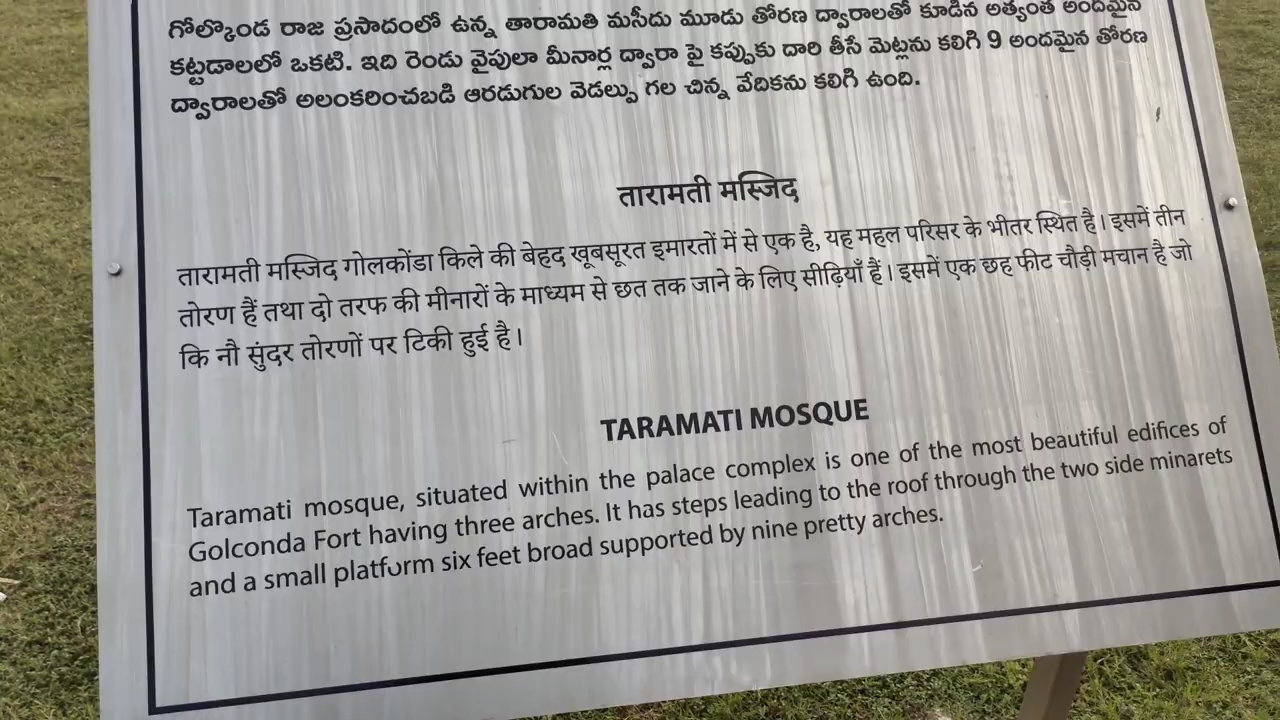 గోల్కొండ రాజ ప్రసాదంలో ఉన్న తారామతి మసీదు మూడు తోరణ ద్వారాలతో కూడిన అత్యంత అందమైన
కట్టడాలలో ఒకటి. ఇది రెండు వైపులా మీనార్ల ద్వారా పై కప్పుకు దారి తీసే మెట్లను కలిగి 9 అందమైన తోరణ
ద్వారాలతో అలంకరించబడి ఆరడుగుల వెడల్పు గల చిన్న వేదికను కలిగి ఉంది.
तारामती मस्जिद
तारामती मस्जिद गोलकोंडा किले की बेहद खूबसूरत इमारतों में से एक है, यह महल परिसर के भीतर स्थित है। इसमें तीन
तोरण हैं तथा दो तरफ की मीनारों के माध्यम से छत तक जाने के लिए सीढ़ियाँ हैं। इसमें एक छह फीट चौड़ी मचान है जो
कि नौ सुंदर तोरणों पर टिकी हुई है।
TARAMATI MOSQUE
Taramati mosque, situated within the palace complex is one of the most beautiful edifices of
Golconda Fort having three arches. It has steps leading to the roof through the two side minarets
and a small platform six feet broad supported by nine pretty arches.